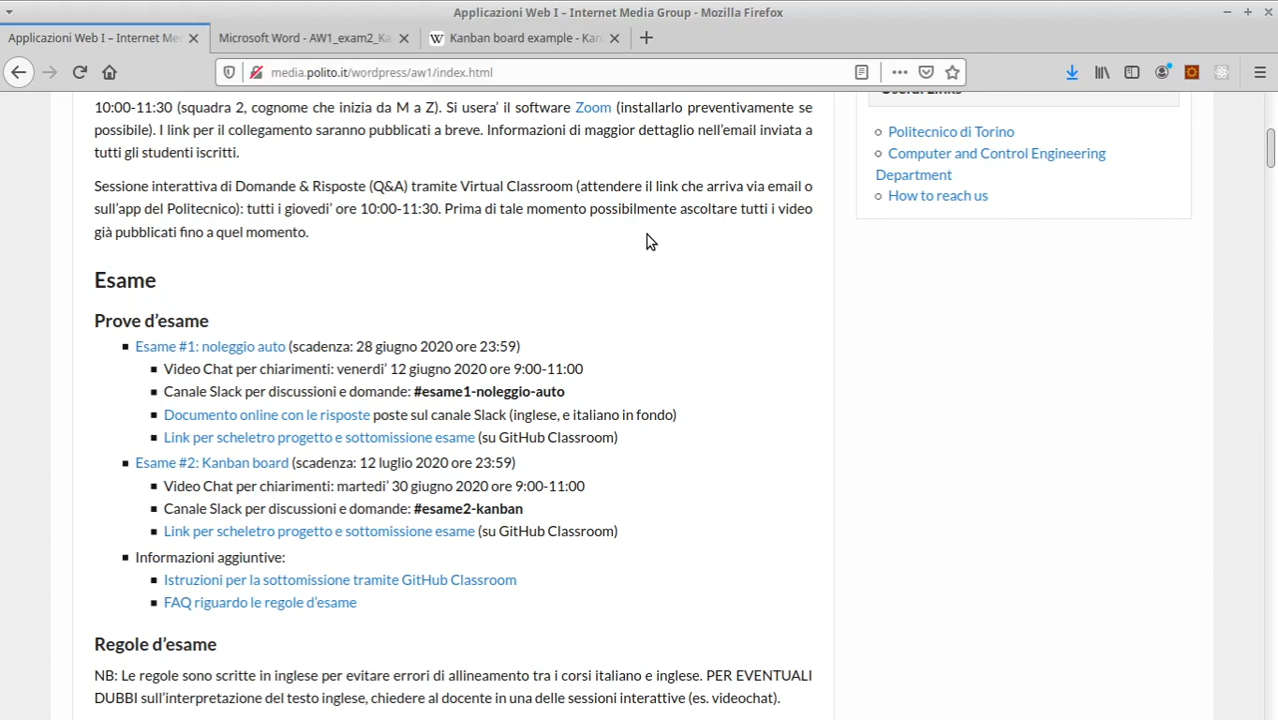 Applicazioni Web I – Internet Media Group - Mozilla Firefox
Applicazioni Web I – Internet Me
Microsoft Word - AW1_exam2_Ka
W Kanban board example - Kan
media.polito.it/wordpress/aw1/index.html
10:00-11:30 (squadra 2, cognome che inizia da M a Z). Si usera' il software Zoom (installarlo preventivamente se
possibile). I link per il collegamento saranno pubblicati a breve. Informazioni di maggior dettaglio nell'email inviata a
tutti gli studenti iscritti.
Sessione interattiva di Domande & Risposte (Q&A) tramite Virtual Classroom (attendere il link che arriva via email o
sull'app del Politecnico): tutti i giovedi' ore 10:00-11:30. Prima di tale momento possibilmente ascoltare tutti i video
già pubblicati fino a quel momento.
Esame
Prove d'esame
Esame #1: noleggio auto (scadenza: 28 giugno 2020 ore 23:59)
Video Chat per chiarimenti: venerdi' 12 giugno 2020 ore 9:00-11:00
Canale Slack per discussioni e domande: #esame1-noleggio-auto
Documento online con le risposte poste sul canale Slack (inglese, e italiano in fondo)
Link per scheletro progetto e sottomissione esame (su GitHub Classroom)
Esame #2: Kanban board (scadenza: 12 luglio 2020 ore 23:59)
Video Chat per chiarimenti: martedi' 30 giugno 2020 ore 9:00-11:00
Canale Slack per discussioni e domande: #esame2-kanban
Link per scheletro progetto e sottomissione esame (su GitHub Classroom)
Informazioni aggiuntive:
Istruzioni per la sottomissione tramite GitHub Classroom
FAQ riguardo le regole d'esame
Regole d'esame
NB: Le regole sono scritte in inglese per evitare errori di allineamento tra i corsi italiano e inglese. PER EVENTUALI
DUBBI sull'interpretazione del testo inglese, chiedere al docente in una delle sessioni interattive (es. videochat).
Useful Links
Politecnico di Torino
Computer and Control Engineering
Department
How to reach us